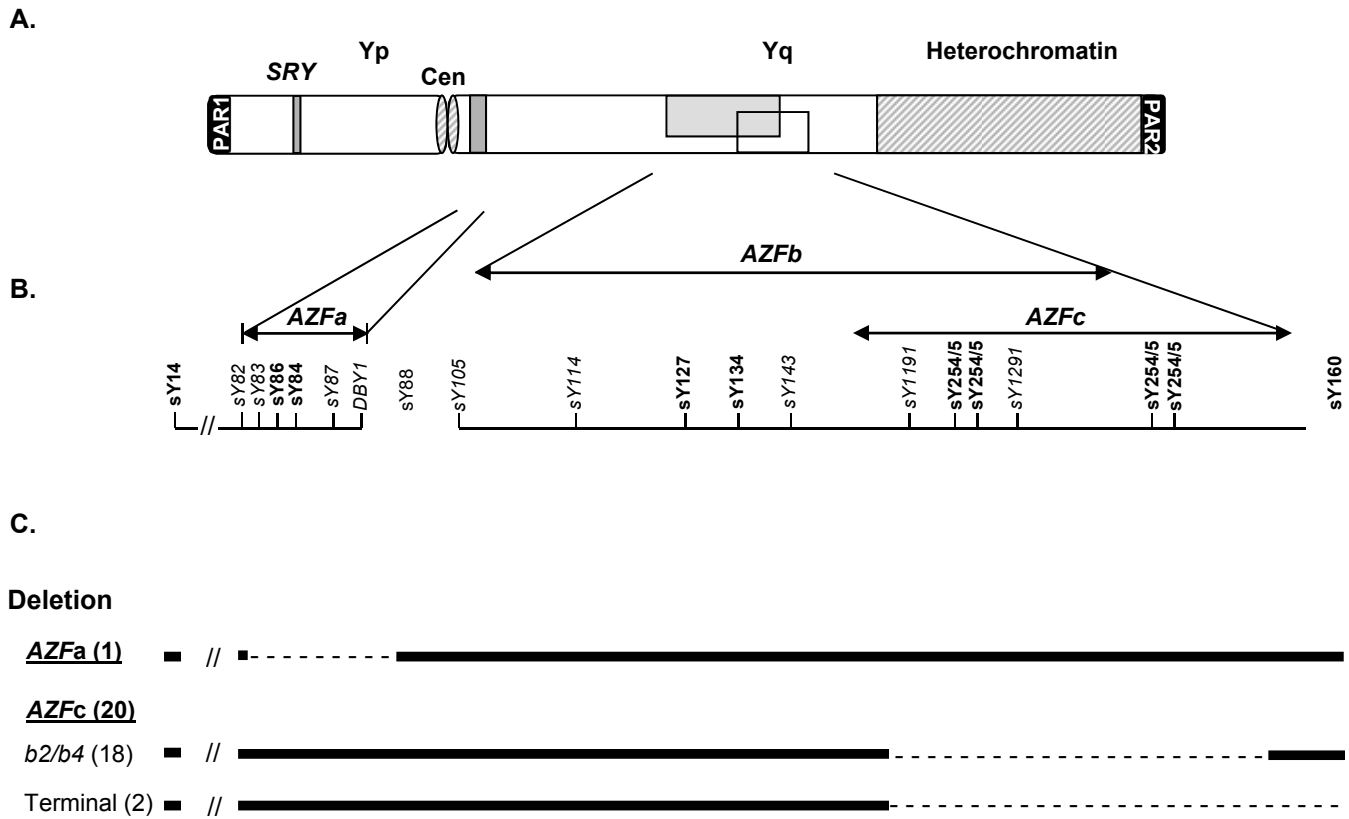 A.
Yp
Yq
Heterochromatin
SRY
Cen
PAR1
PAR2
AZFb
B.
AZFa
AZFc
sY14
sY82
sY83
sY86
sY84
sY87
DBY1
sY88
sY105
sY114
sY127
sY134
sY143
sY1191
sY254/5
sY254/5
sY1291
sY254/5
sY254/5
sY160
//
C.
Deletion
AZFa (1)
//
AZFc (20)
b2/b4 (18)
//
Terminal (2)
//